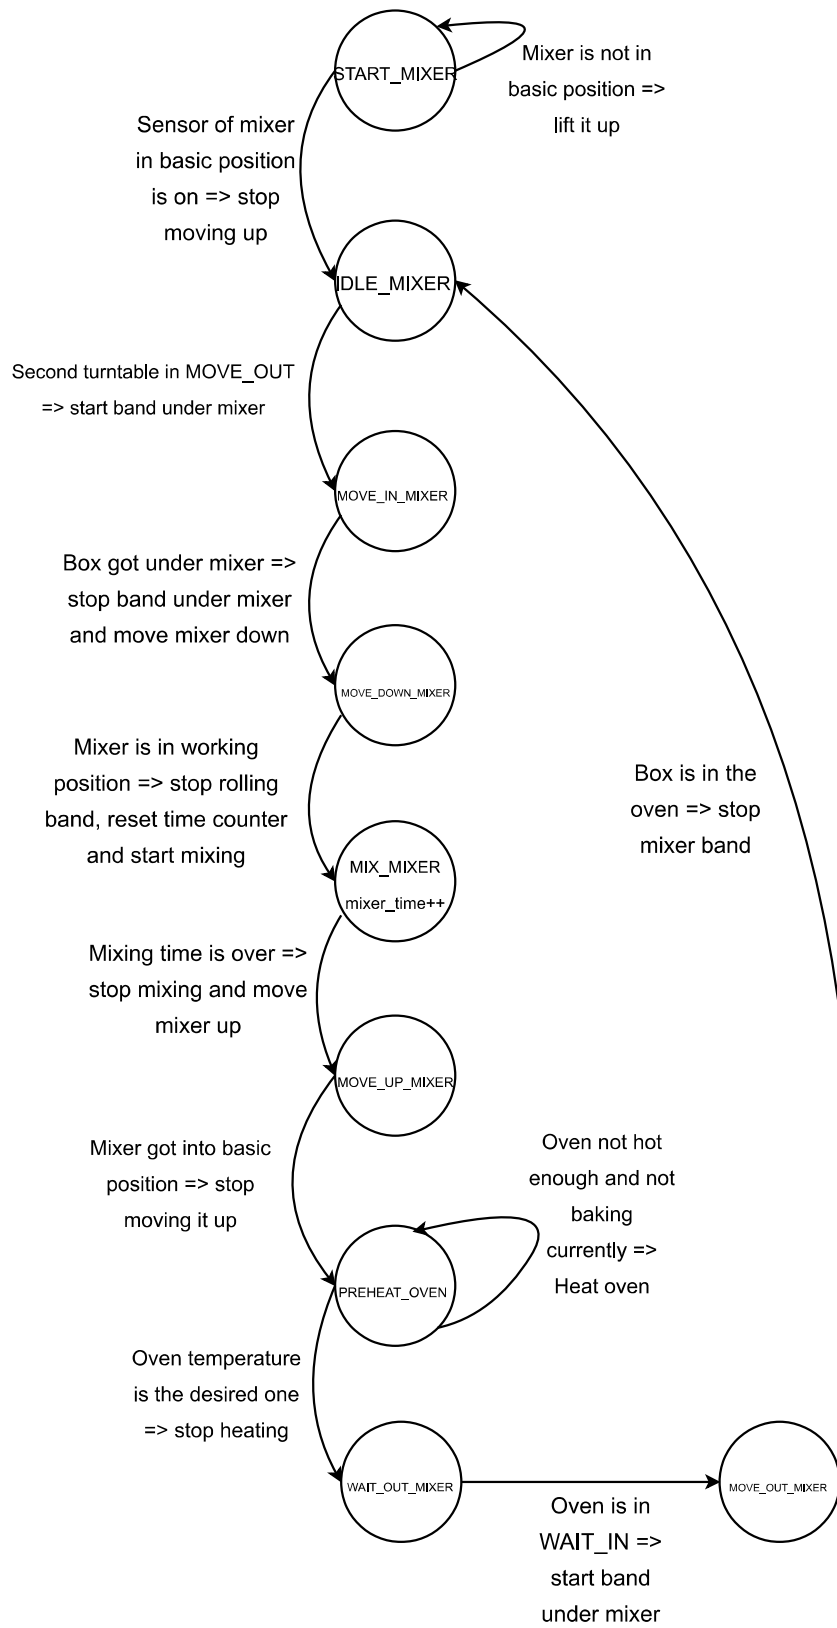 START_MIXER
Mixer is not in
basic position =>
lift it up
Sensor of mixer
in basic position
is on => stop
moving up
IDLE_MIXER
Second turntable in MOVE_OUT
=> start band under mixer
MOVE_IN_MIXER
Box got under mixer =>
stop band under mixer
and move mixer down
MOVE_DOWN_MIXER
Mixer is in working
position => stop rolling
band, reset time counter
and start mixing
Box is in the
oven => stop
mixer band
MIX_MIXER
mixer_time++
Mixing time is over =>
stop mixing and move
mixer up
MOVE_UP_MIXER
Mixer got into basic
position => stop
moving it up
Oven not hot
enough and not
baking
currently =>
Heat oven
PREHEAT_OVEN
Oven temperature
is the desired one
=> stop heating
WAIT_OUT_MIXER
MOVE_OUT_MIXER
Oven is in
WAIT_IN =>
start band
under mixer